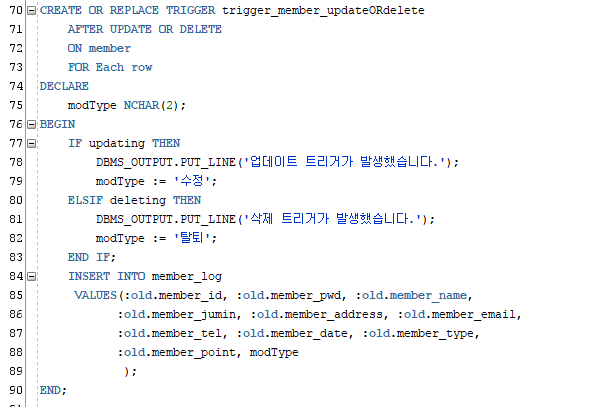 70 CREATE OR REPLACE TRIGGER trigger_member_updateORdelete
71 AFTER UPDATE OR DELETE
72 ON member
73 FOR Each row
74 DECLARE
75 modType NCHAR(2);
76 BEGIN
77 IF updating THEN
78 DBMS_OUTPUT.PUT_LINE('업데이트 트리거가 발생했습니다.');
79 modType := '수정';
80 ELSIF deleting THEN
81 DBMS_OUTPUT.PUT_LINE('삭제 트리거가 발생했습니다.');
82 modType := '탈퇴';
83 END IF;
84 INSERT INTO member_log
85 VALUES(:old.member_id, :old.member_pwd, :old.member_name,
86 :old.member_jumin, :old.member_address, :old.member_email,
87 :old.member_tel, :old.member_date, :old.member_type,
88 :old.member_point, modType
89 );
90 END;